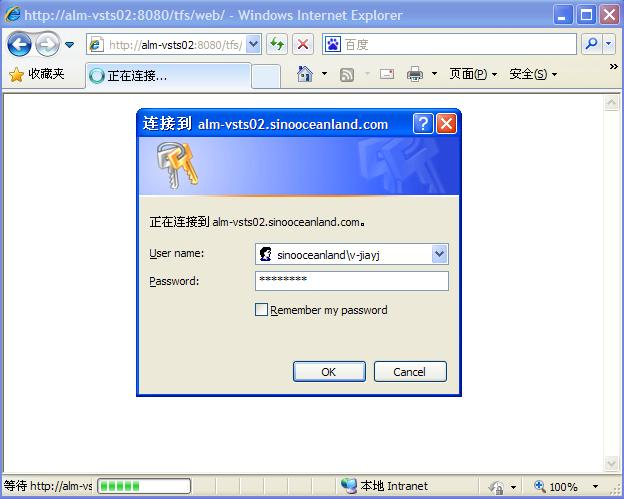 http://alm-vsts02:8080/tfs/web/ - Windows Internet Explorer
http://alm-vsts02:8080/tfs/
百度
收藏夹
正在连接...
页面(P)
安全(S)
»
连接到 alm-vsts02.sinooceanland.com
正在连接到 alm-vsts02.sinooceanland.com。
User name:
sinooceanland\v-jiayj
Password:
********
Remember my password
OK
Cancel
等待 http://alm-vs
本地 Intranet
100%